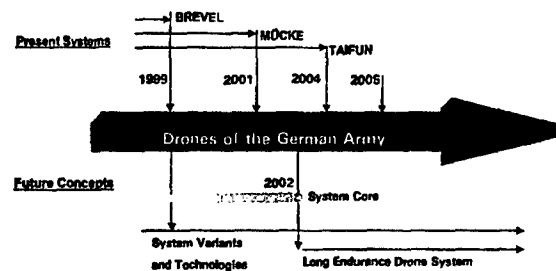 BREVEL
MÜCKE
Present Systems
TAIFUN
1999
2001
2004
2005
Drones of the German Army
Future Concepts
2002
System Core
System Variants
and Technologies
Long Endurance Drone System